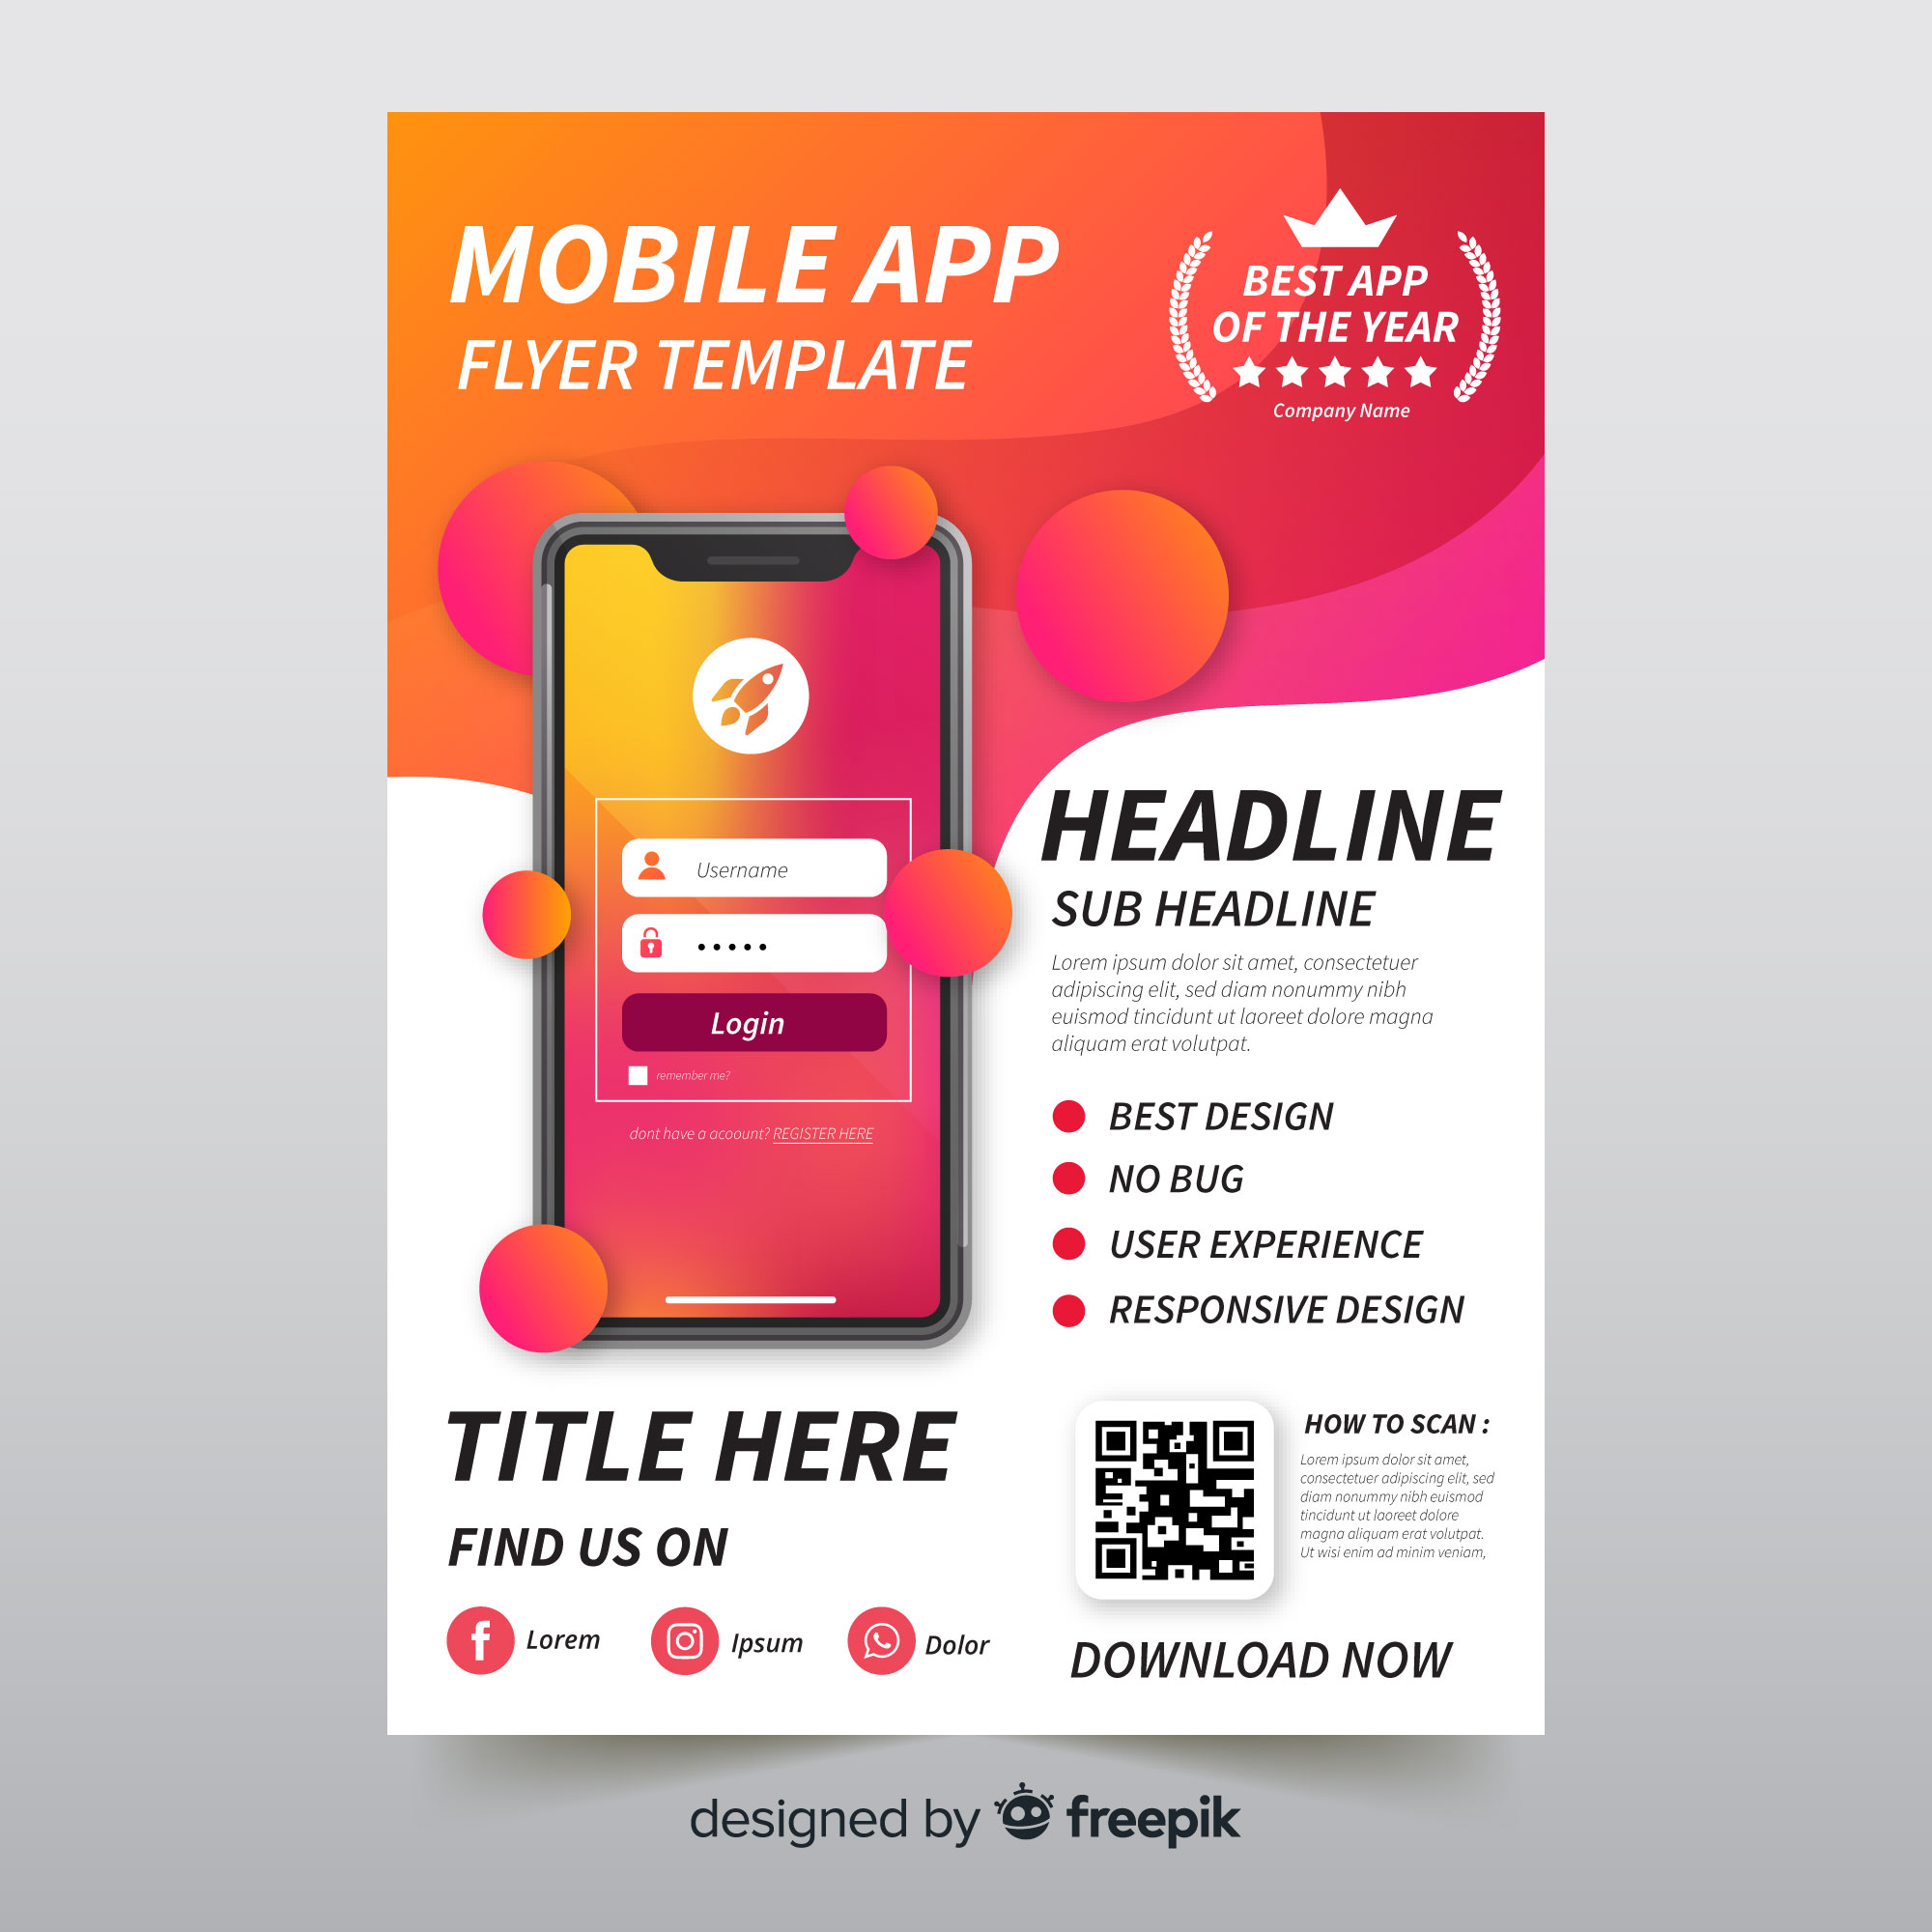 MOBILE APP
FLYER TEMPLATE
BEST APP
OF THE YEAR
Company Name
Username
•••••
Login
remember me?
dont have a acoount? REGISTER HERE
HEADLINE
SUB HEADLINE
Lorem ipsum dolor sit amet, consectetuer
adipiscing elit, sed diam nonummy nibh
euismod tincidunt ut laoreet dolore magna
aliquam erat volutpat.
BEST DESIGN
NO BUG
USER EXPERIENCE
RESPONSIVE DESIGN
TITLE HERE
FIND US ON
Lorem
Ipsum
Dolor
HOW TO SCAN :
Lorem ipsum dolor sit amet,
consectetuer adipiscing elit, sed
diam nonummy nibh euismod
tincidunt ut laoreet dolore
magna aliquam erat volutpat.
Ut wisi enim ad minim veniam,
DOWNLOAD NOW
designed by freepik